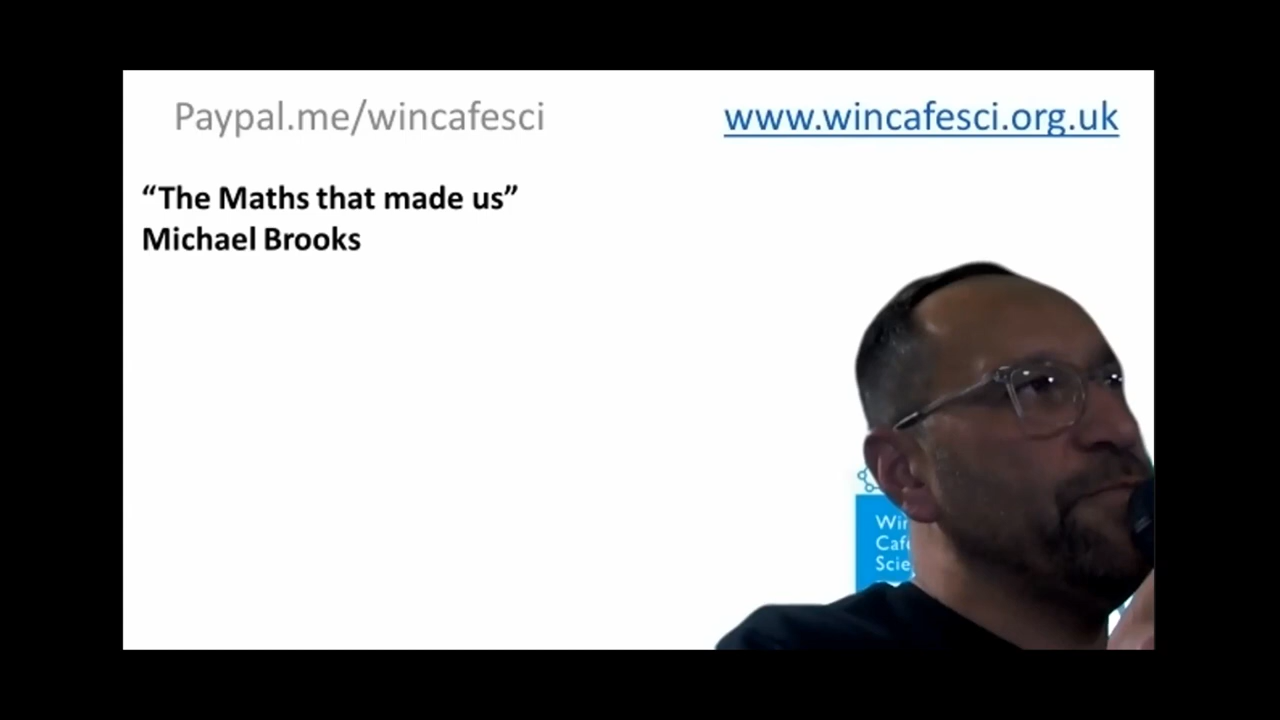 Paypal.me/wincafesci
www.wincafesci.org.uk
“The Maths that made us”
Michael Brooks